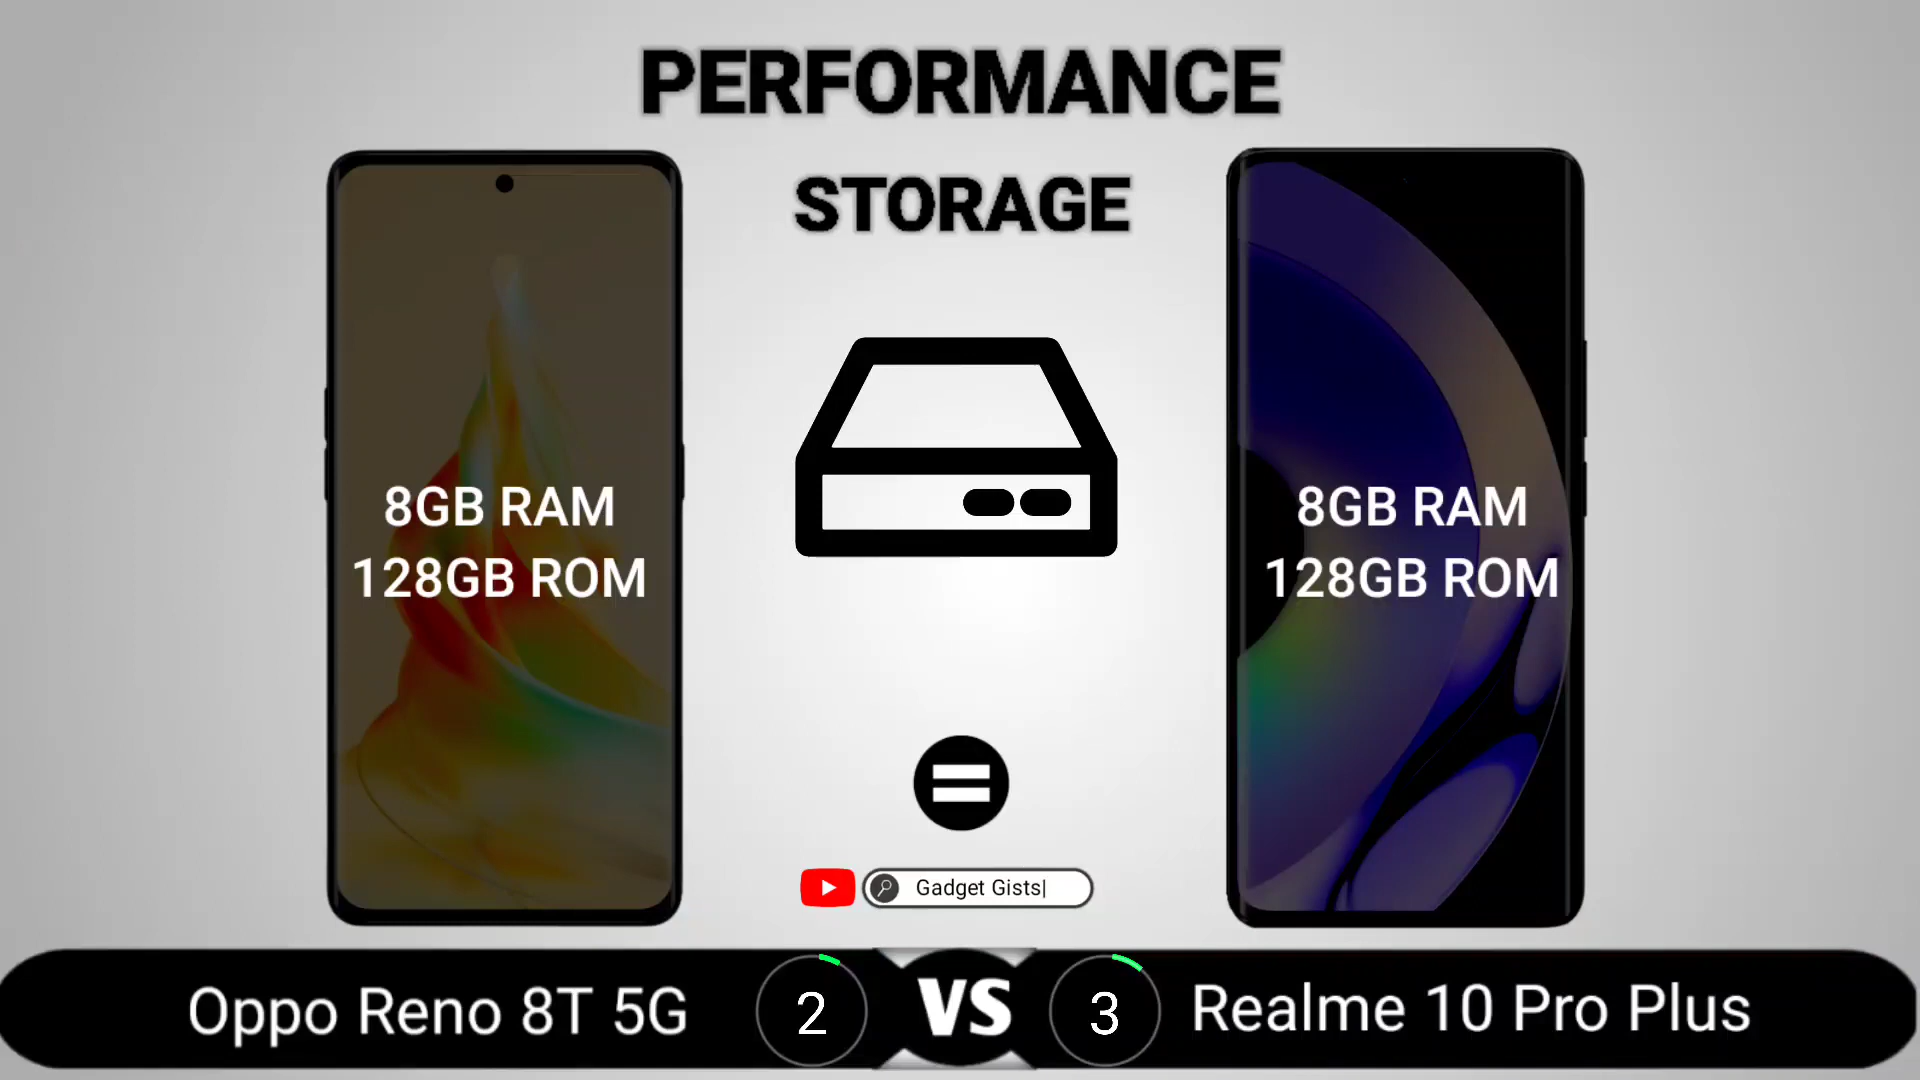 PERFORMANCE
STORAGE
8GB RAM
128GB ROM
8GB RAM
128GB ROM
Gadget Gists|
Oppo Reno 8T 5G
2
VS
3
Realme 10 Pro Plus